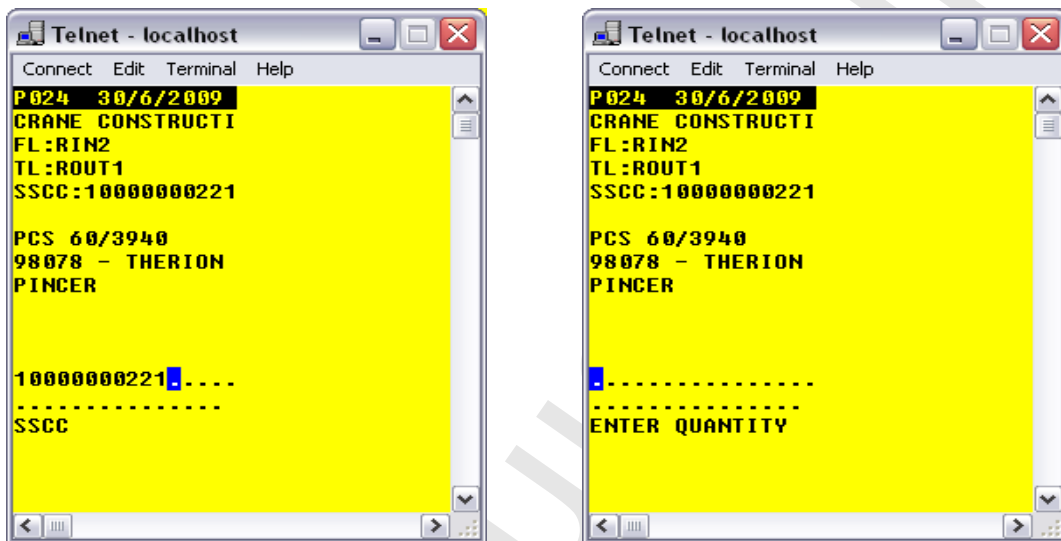 Telnet - localhost
Connect Edit Terminal Help
P024 30/6/2009
CRANE CONSTRUCTI
FL:RIN2
TL:ROUT1
SSCC:10000000221
PCS 60/3940
98078 - THERION
PINCER
10000000221.....
...............
SSCC
Telnet - localhost
Connect Edit Terminal Help
P024 30/6/2009
CRANE CONSTRUCTI
FL:RIN2
TL:ROUT1
SSCC:10000000221
PCS 60/3940
98078 - THERION
PINCER
................
...............
ENTER QUANTITY